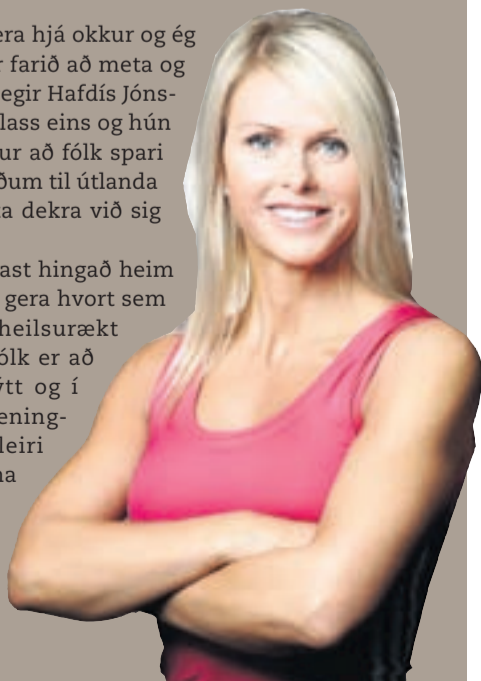 era hjá okkur og ég
r farið að meta og
egir Hafdís Jóns-
lass eins og hún
ur að fólk spari
ðum til útlanda
a dekra við sig
ast hingað heim
gera hvort sem
heilsurækt
ólk er að
ýtt og í
ening-
leiri
na